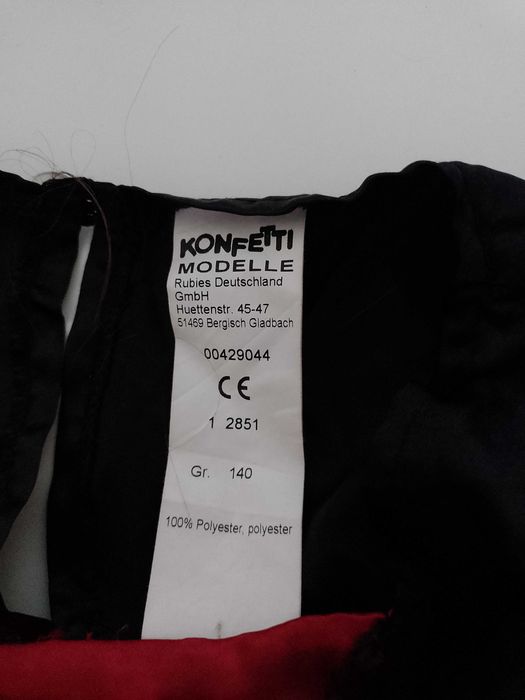 KONFETTI
MODELLE
Rubies Deutschland
GmbH
Huettenstr. 45-47
51469 Bergisch Gladbach
00429044
CE
1 2851
Gr. 140
100% Polyester, polyester